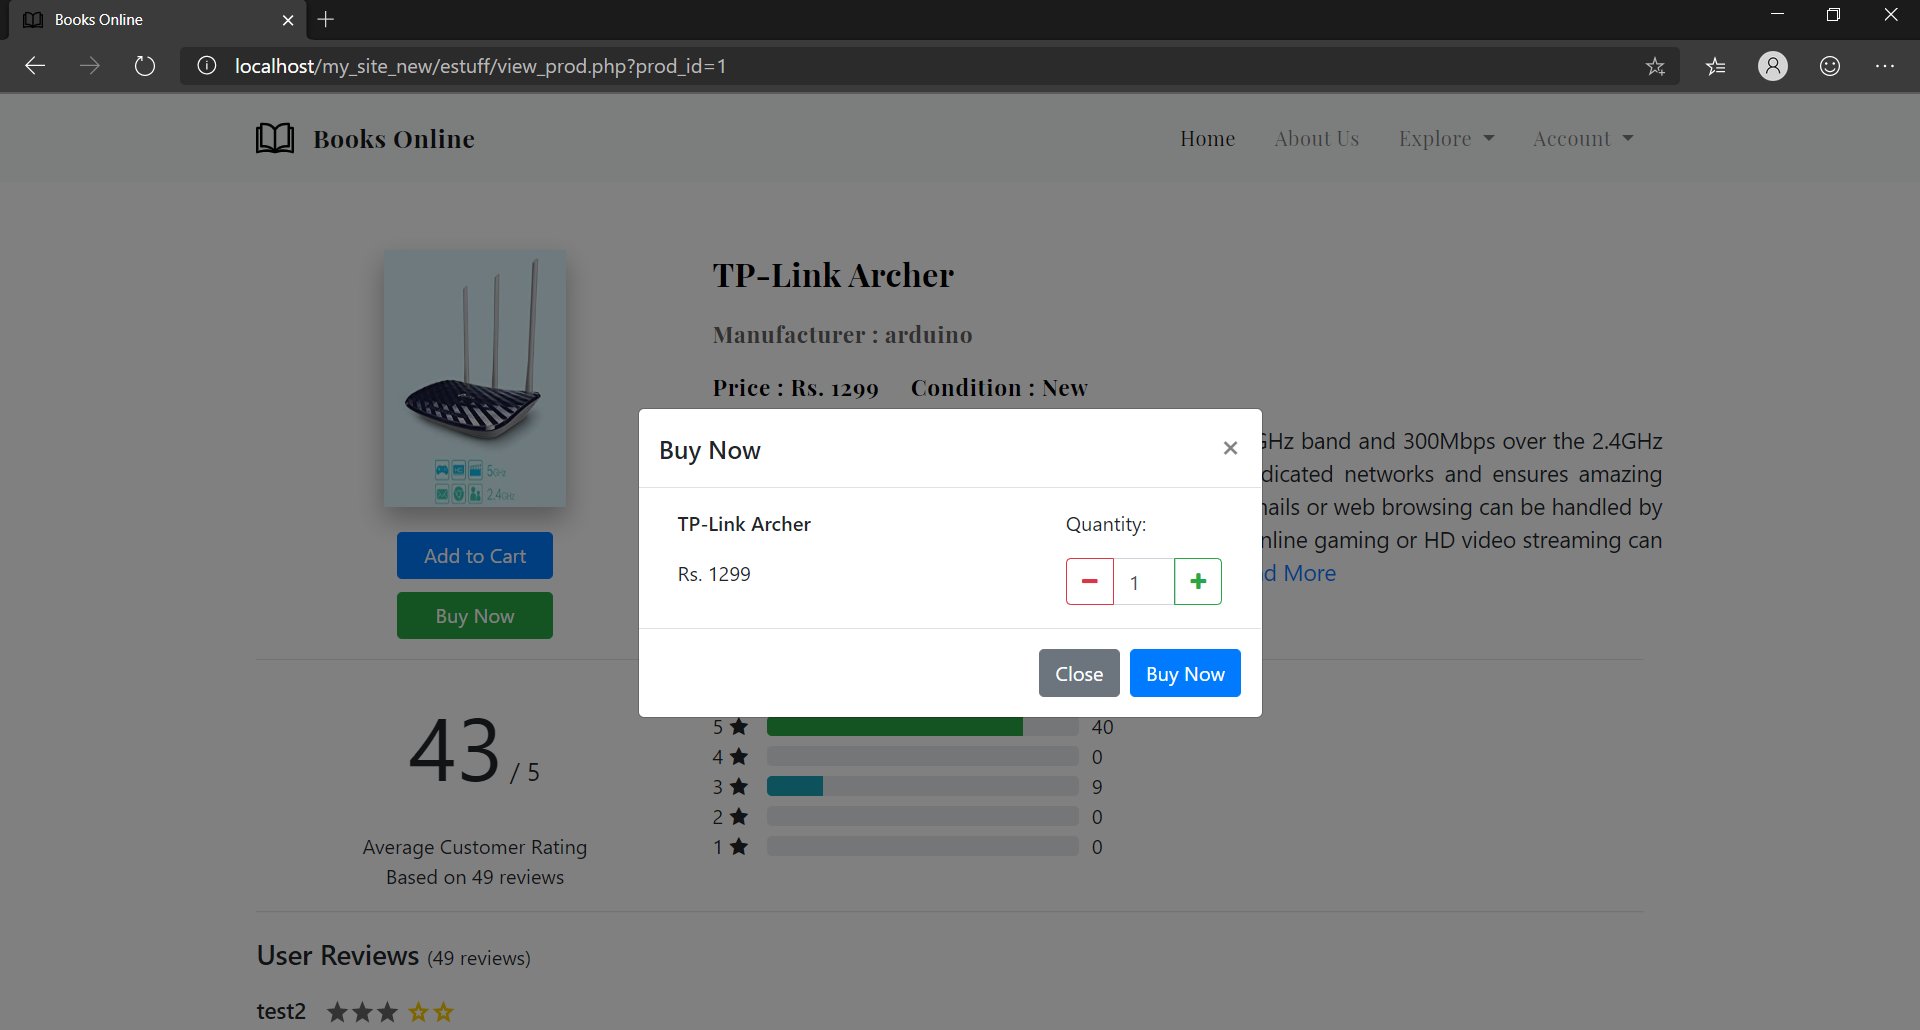 Books Online
localhost/my_site_new/estuff/view_prod.php?prod_id=1
Books Online
Home
About Us
Explore
Account
TP-Link Archer
Manufacturer : arduino
Price : Rs. 1299 Condition : New
5GHz
2.4GHz
Add to Cart
Buy Now
Hz band and 300Mbps over the 2.4GHz
dicated networks and ensures amazing
ails or web browsing can be handled by
nline gaming or HD video streaming can
d More
Buy Now
×
TP-Link Archer
Quantity:
Rs. 1299
1
Close
Buy Now
43 / 5
Average Customer Rating
Based on 49 reviews
5 ★ 40
4 ★ 0
3 ★ 9
2 ★ 0
1 ★ 0
User Reviews (49 reviews)
test2